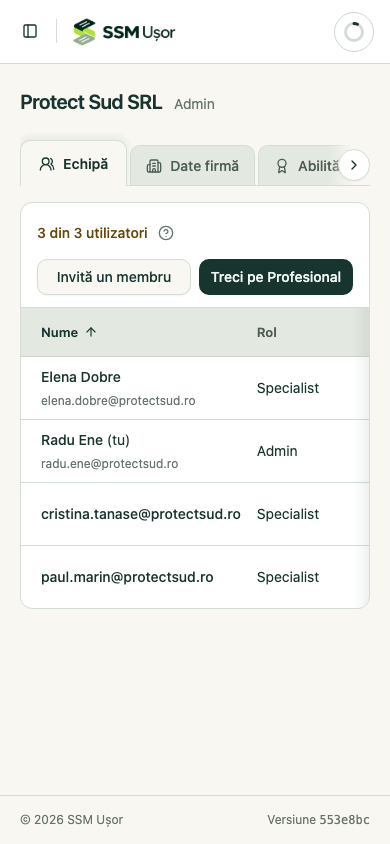 SSM Ușor
Protect Sud SRL Admin
Echipă Date firmă Abilită
3 din 3 utilizatori
Invită un membru Treci pe Profesional
Nume Rol
Elena Dobre
elena.dobre@protectsud.ro
Specialist
Radu Ene (tu)
radu.ene@protectsud.ro
Admin
cristina.tanase@protectsud.ro Specialist
paul.marin@protectsud.ro Specialist
© 2026 SSM Ușor Versiune 553e8bc